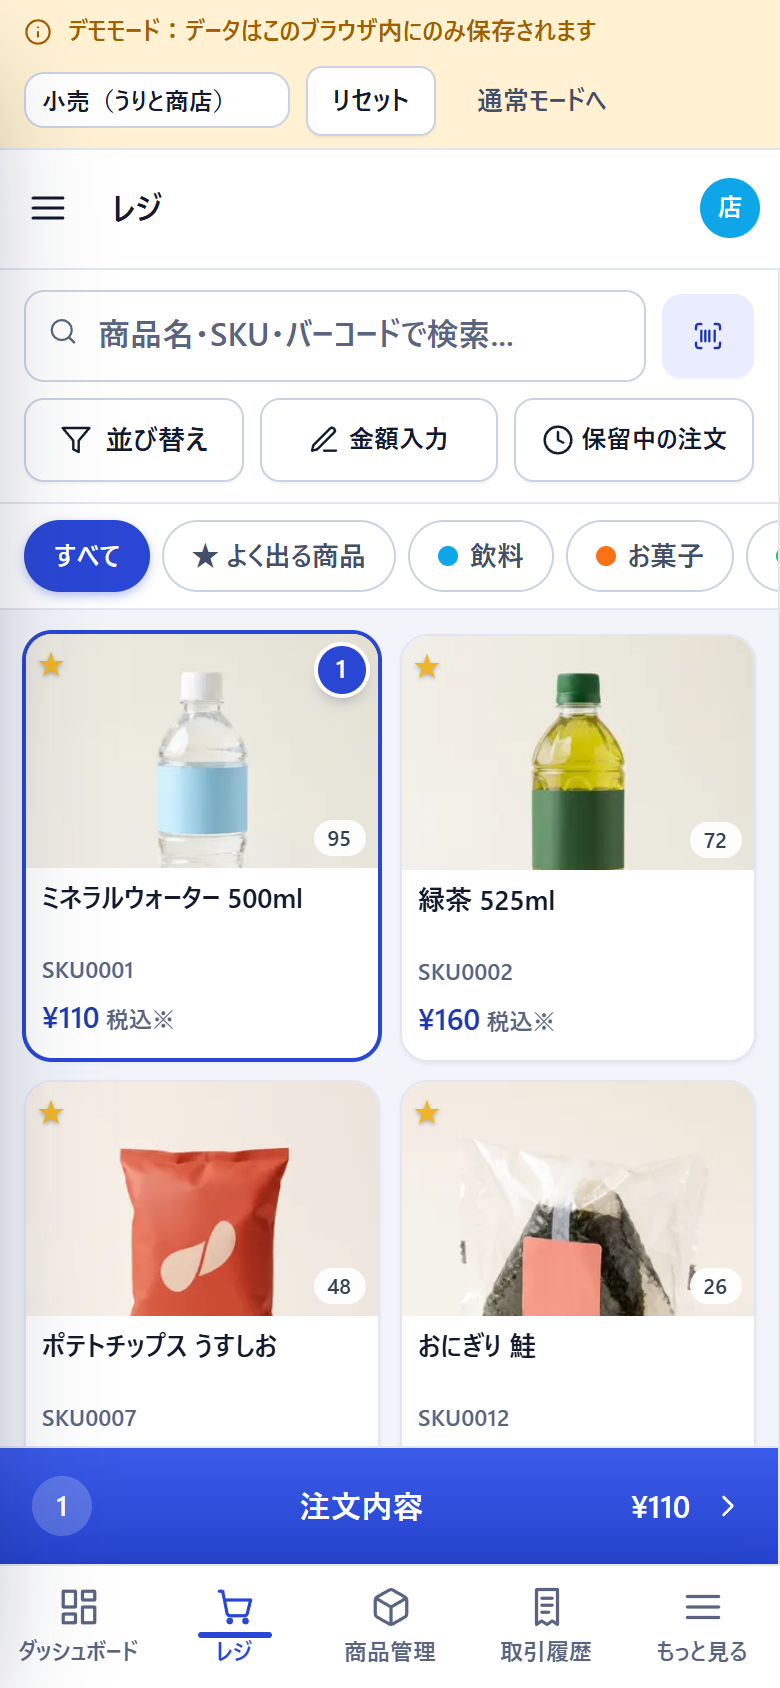 デモモード：データはこのブラウザ内にのみ保存されます
小売（うりと商店）
リセット
通常モードへ
レジ
店
商品名・SKU・バーコードで検索...
並び替え
金額入力
保留中の注文
すべて
★ よく出る商品
飲料
お菓子
1
95
ミネラルウォーター 500ml
SKU0001
¥110 税込※
72
緑茶 525ml
SKU0002
¥160 税込※
48
ポテトチップス うすしお
SKU0007
26
おにぎり 鮭
SKU0012
1
注文内容
¥110
ダッシュボード
レジ
商品管理
取引履歴
もっと見る